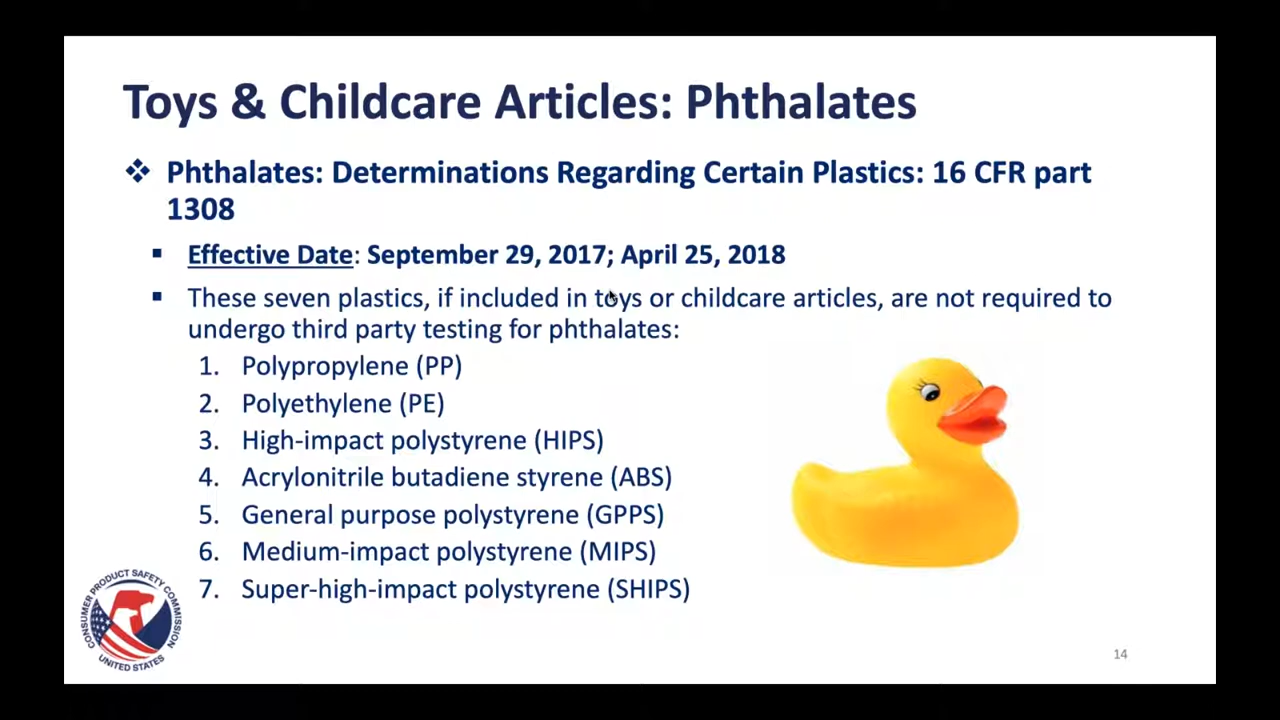 Toys & Childcare Articles: Phthalates
❖ Phthalates: Determinations Regarding Certain Plastics: 16 CFR part
1308
▪ Effective Date: September 29, 2017; April 25, 2018
▪ These seven plastics, if included in toys or childcare articles, are not required to
undergo third party testing for phthalates:
1. Polypropylene (PP)
2. Polyethylene (PE)
3. High-impact polystyrene (HIPS)
4. Acrylonitrile butadiene styrene (ABS)
5. General purpose polystyrene (GPPS)
6. Medium-impact polystyrene (MIPS)
7. Super-high-impact polystyrene (SHIPS)
CONSUMER PRODUCT SAFETY COMMISSION
UNITED STATES
14